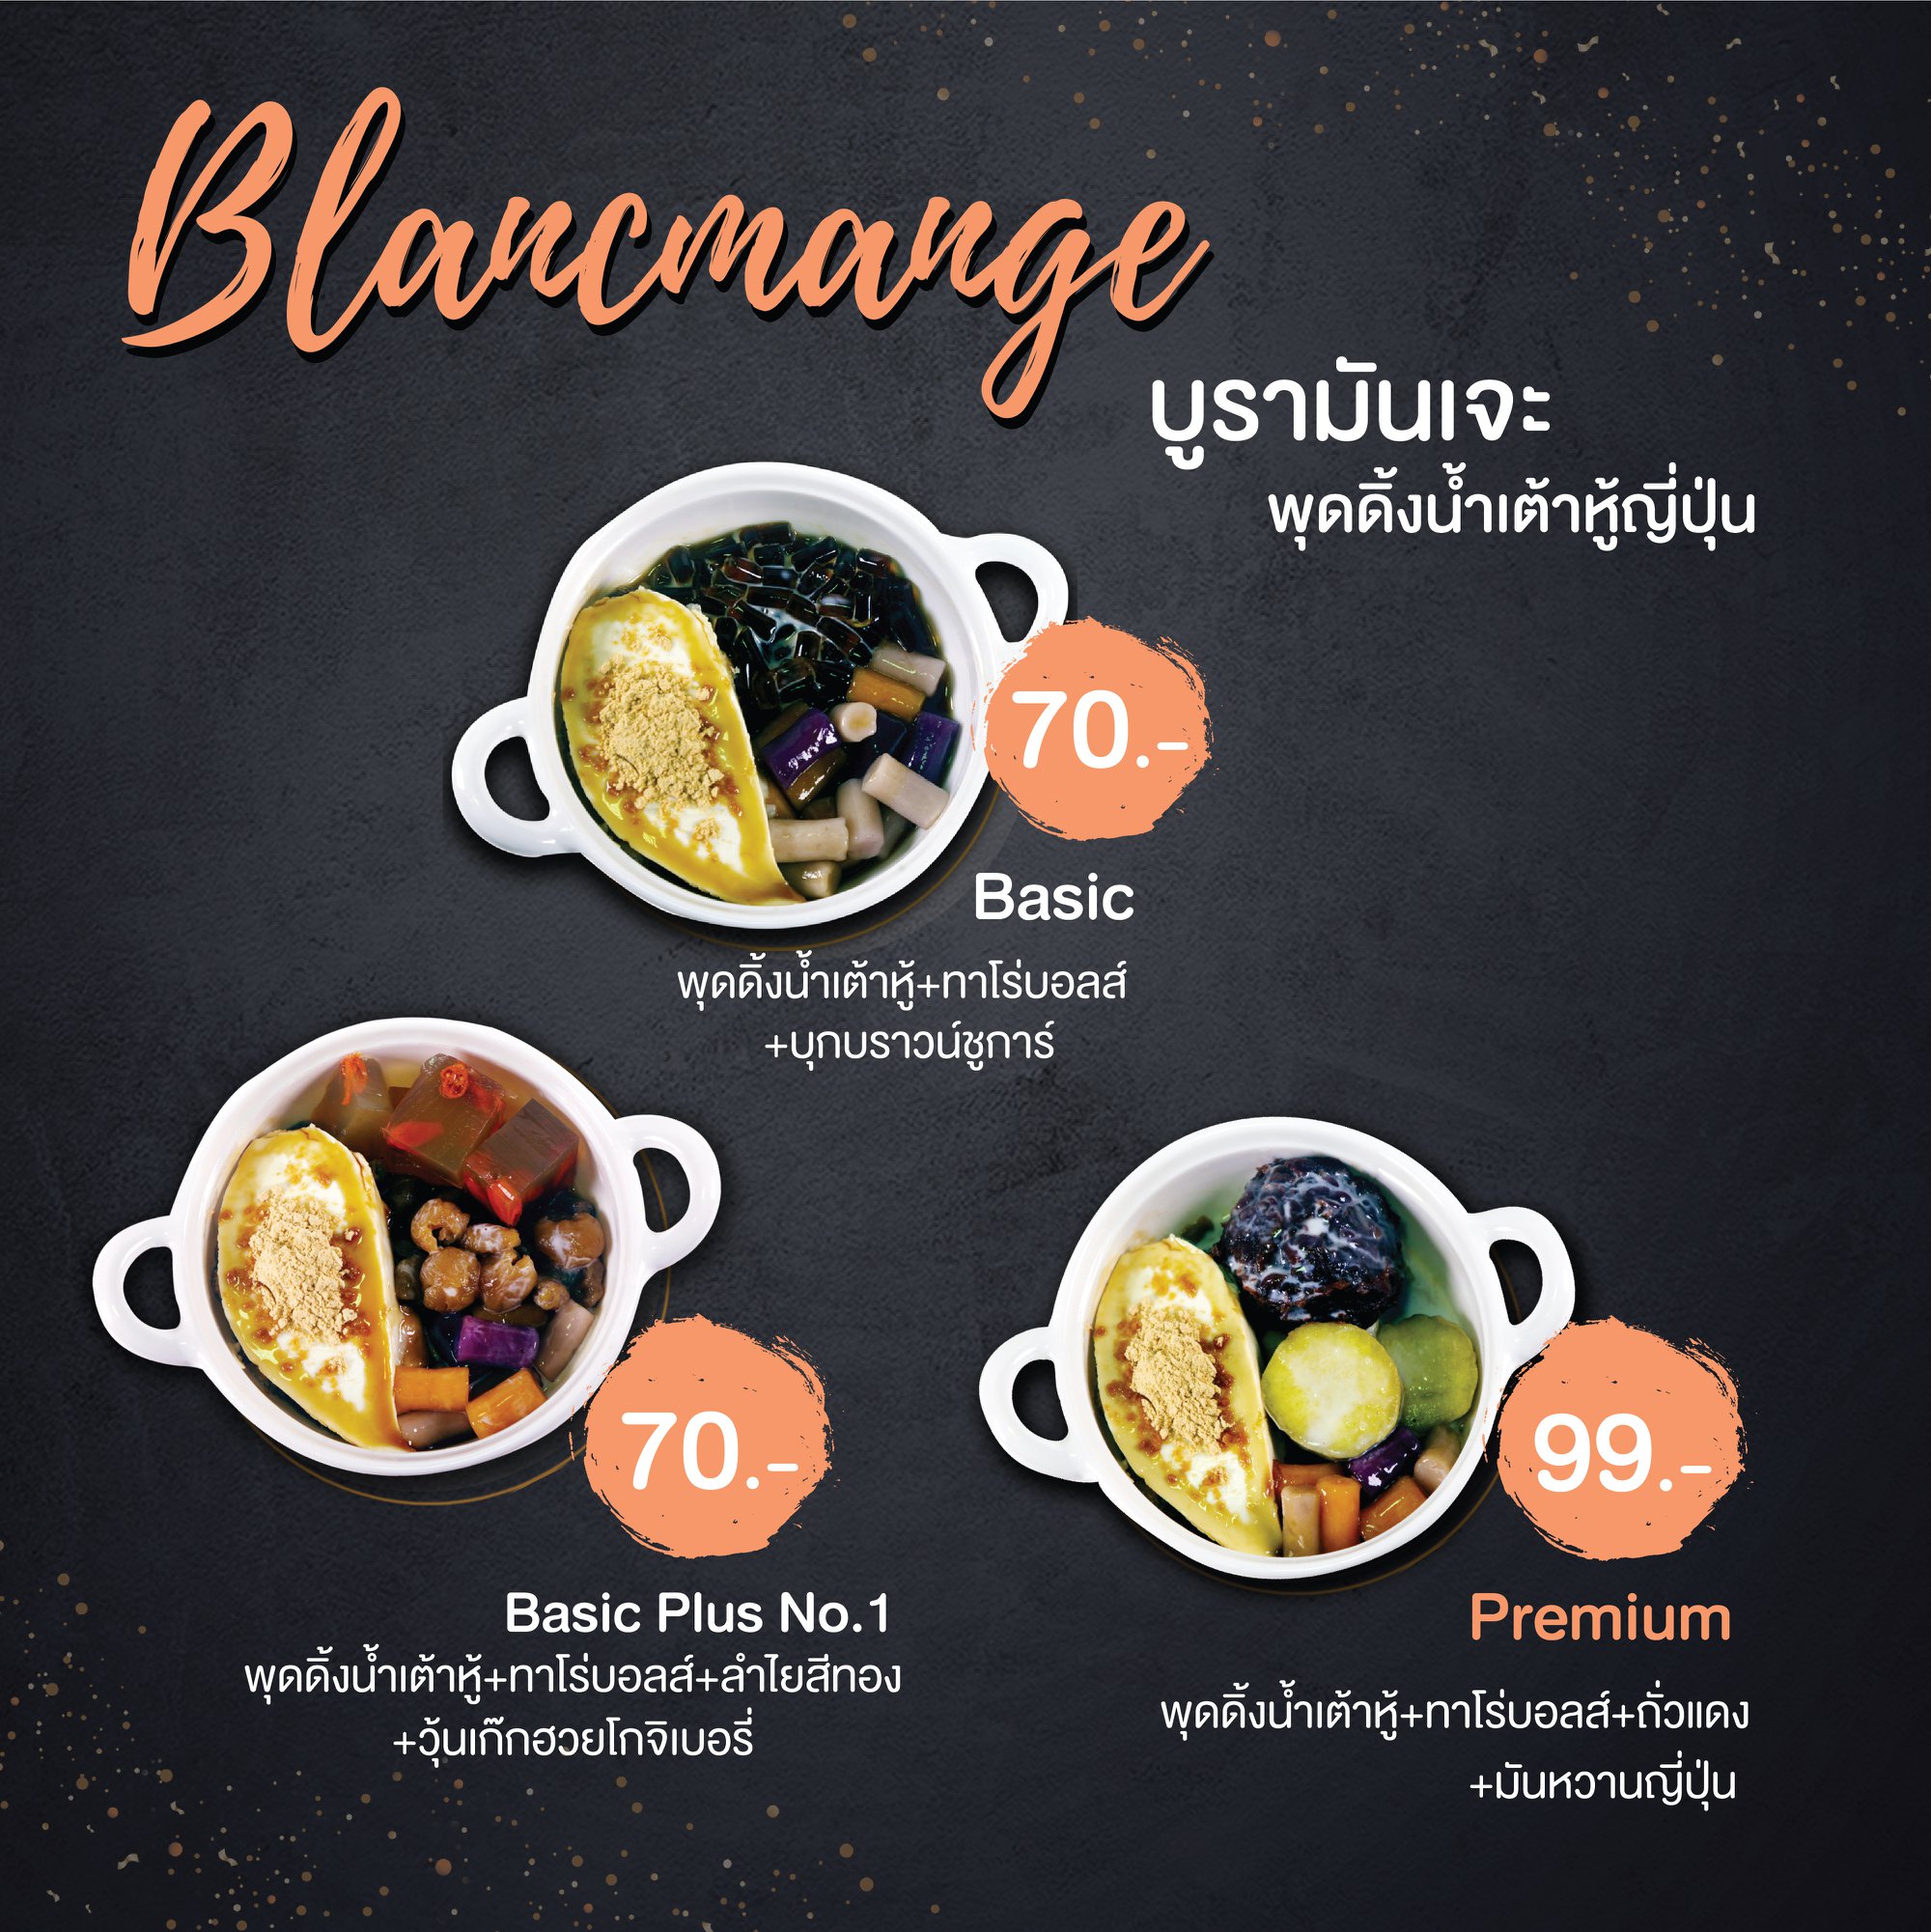 Blancmange
บูรามันเจะ
พุดดิ้งน้ำเต้าหู้ญี่ปุ่น
70.-
Basic
พุดดิ้งน้ำเต้าหู้+ทาโร่บอลส์
+บุกบราวน์ชูการ์
70.-
Basic Plus No.1
พุดดิ้งน้ำเต้าหู้+ทาโร่บอลส์+ลำไยสีทอง
+วุ้นเก๊กฮวยโกจิเบอรี่
99.-
Premium
พุดดิ้งน้ำเต้าหู้+ทาโร่บอลส์+ถั่วแดง
+มันหวานญี่ปุ่น